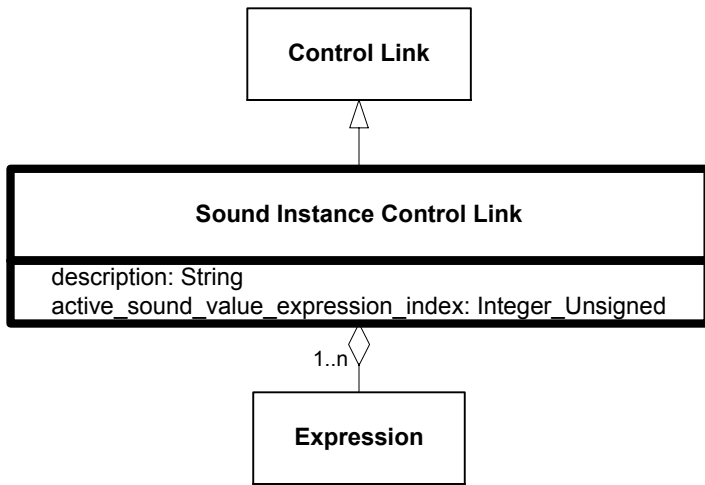 Control Link
Sound Instance Control Link
description: String
active_sound_value_expression_index: Integer_Unsigned
1..n
Expression